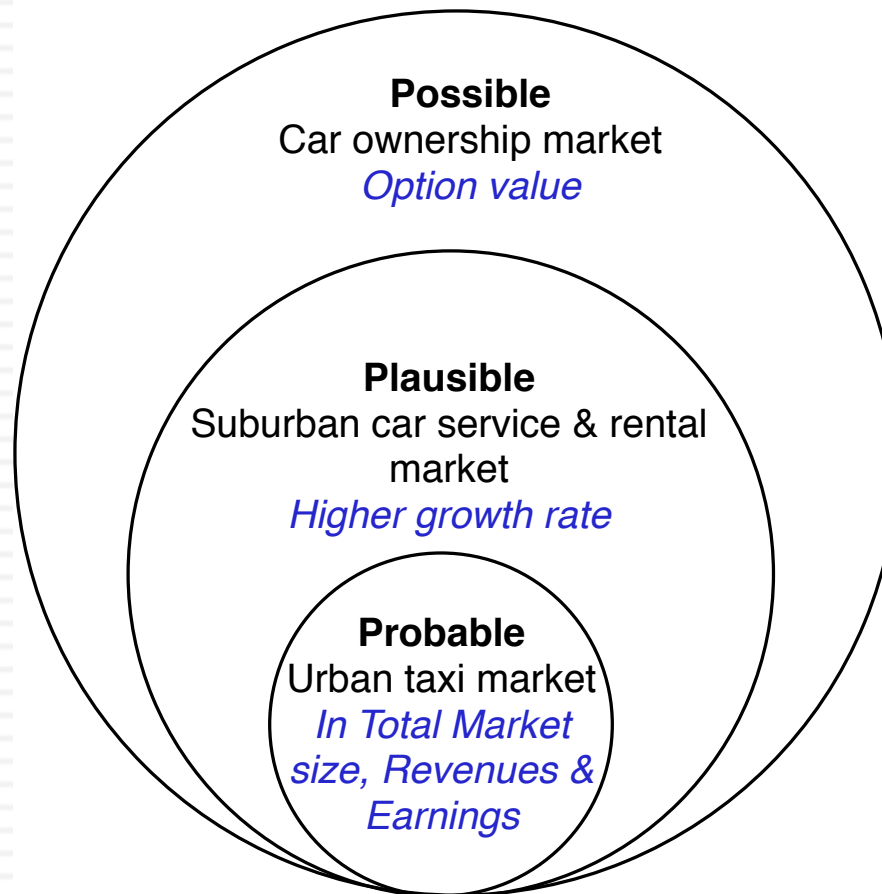 Possible
Car ownership market
Option value
Plausible
Suburban car service & rental
market
Higher growth rate
Probable
Urban taxi market
In Total Market
size, Revenues &
Earnings